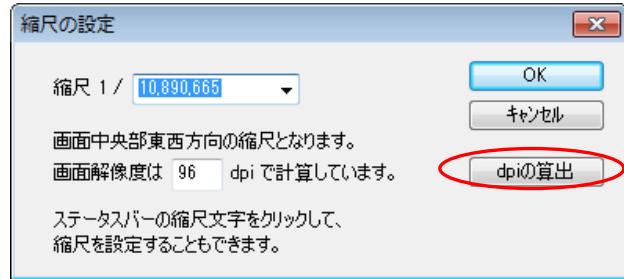 縮尺の設定
縮尺 1/ 10,890,665
OK
キャンセル
画面中央部東西方向の縮尺となります。
画面解像度は 96 dpi で計算しています。
dpiの算出
ステータスバーの縮尺文字をクリックして、
縮尺を設定することもできます。